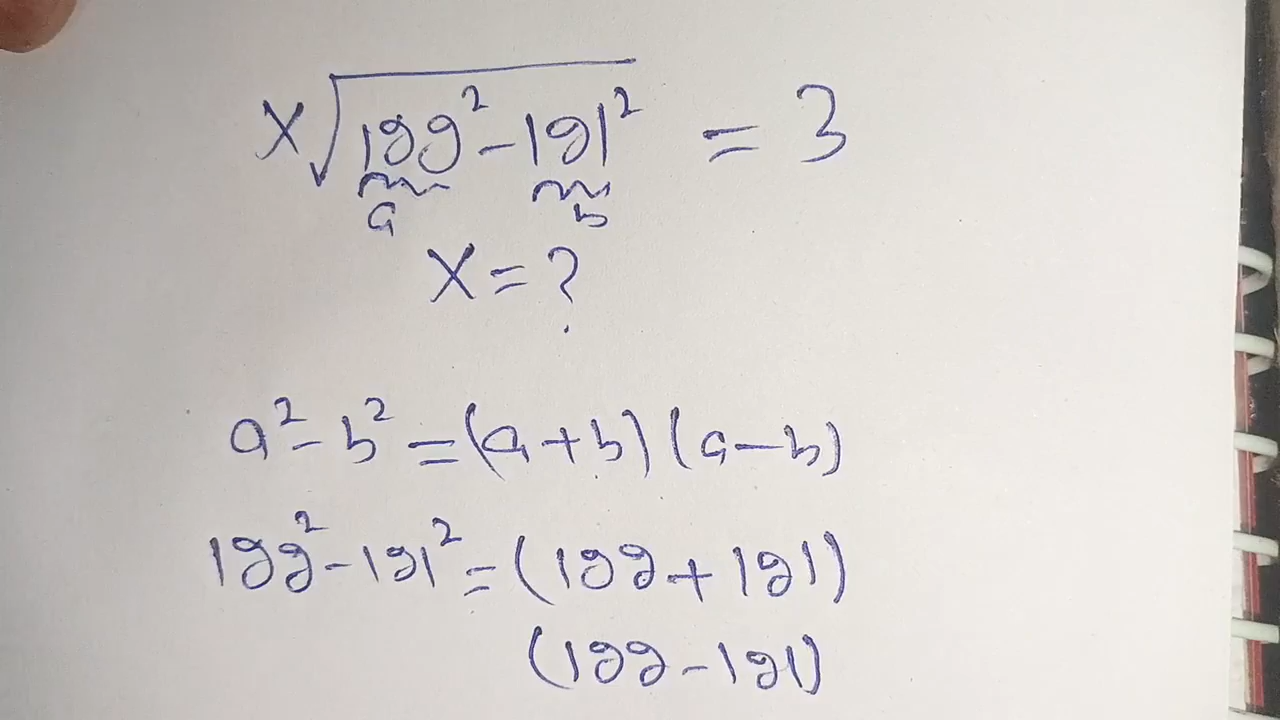 x√199² - 191² = 3
a b
x = ?
a² - b² = (a + b) (a - b)
199² - 191² = (199 + 191)
(199 - 191)